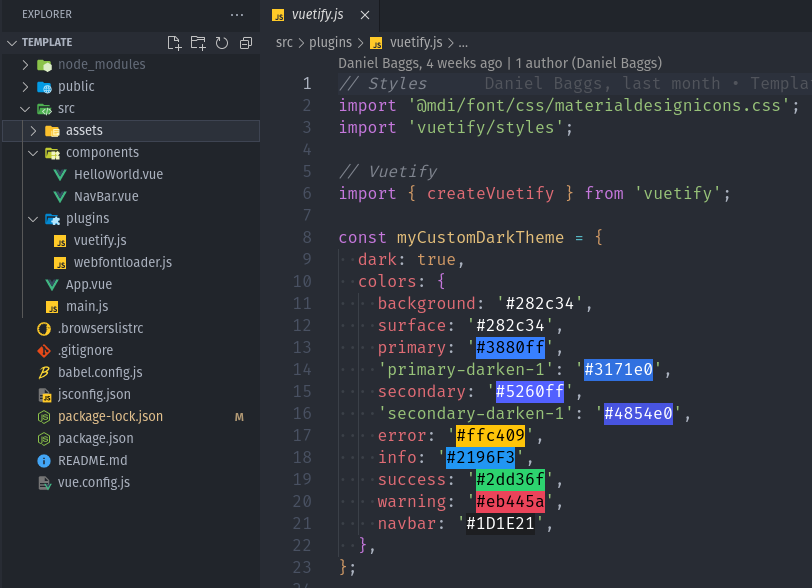 EXPLORER
TEMPLATE
node_modules
public
src
assets
components
HelloWorld.vue
NavBar.vue
plugins
JS vuetify.js
JS webfontloader.js
App.vue
JS main.js
.browserslistrc
.gitignore
babel.config.js
jsconfig.json
package-lock.json M
package.json
README.md
vue.config.js
JS vuetify.js
src > plugins > JS vuetify.js > ...
Daniel Baggs, 4 weeks ago | 1 author (Daniel Baggs)
1 // Styles Daniel Baggs, last month • Templa
2 import '@mdi/font/css/materialdesignicons.css';
3 import 'vuetify/styles';
4
5 // Vuetify
6 import { createVuetify } from 'vuetify';
7
8 const myCustomDarkTheme = {
9 dark: true,
10 colors: {
11 background: '#282c34',
12 surface: '#282c34',
13 primary: '#3880ff',
14 'primary-darken-1': '#3171e0',
15 secondary: '#5260ff',
16 'secondary-darken-1': '#4854e0',
17 error: '#ffc409',
18 info: '#2196F3',
19 success: '#2dd36f',
20 warning: '#eb445a',
21 navbar: '#1D1E21',
22 },
23 };
24